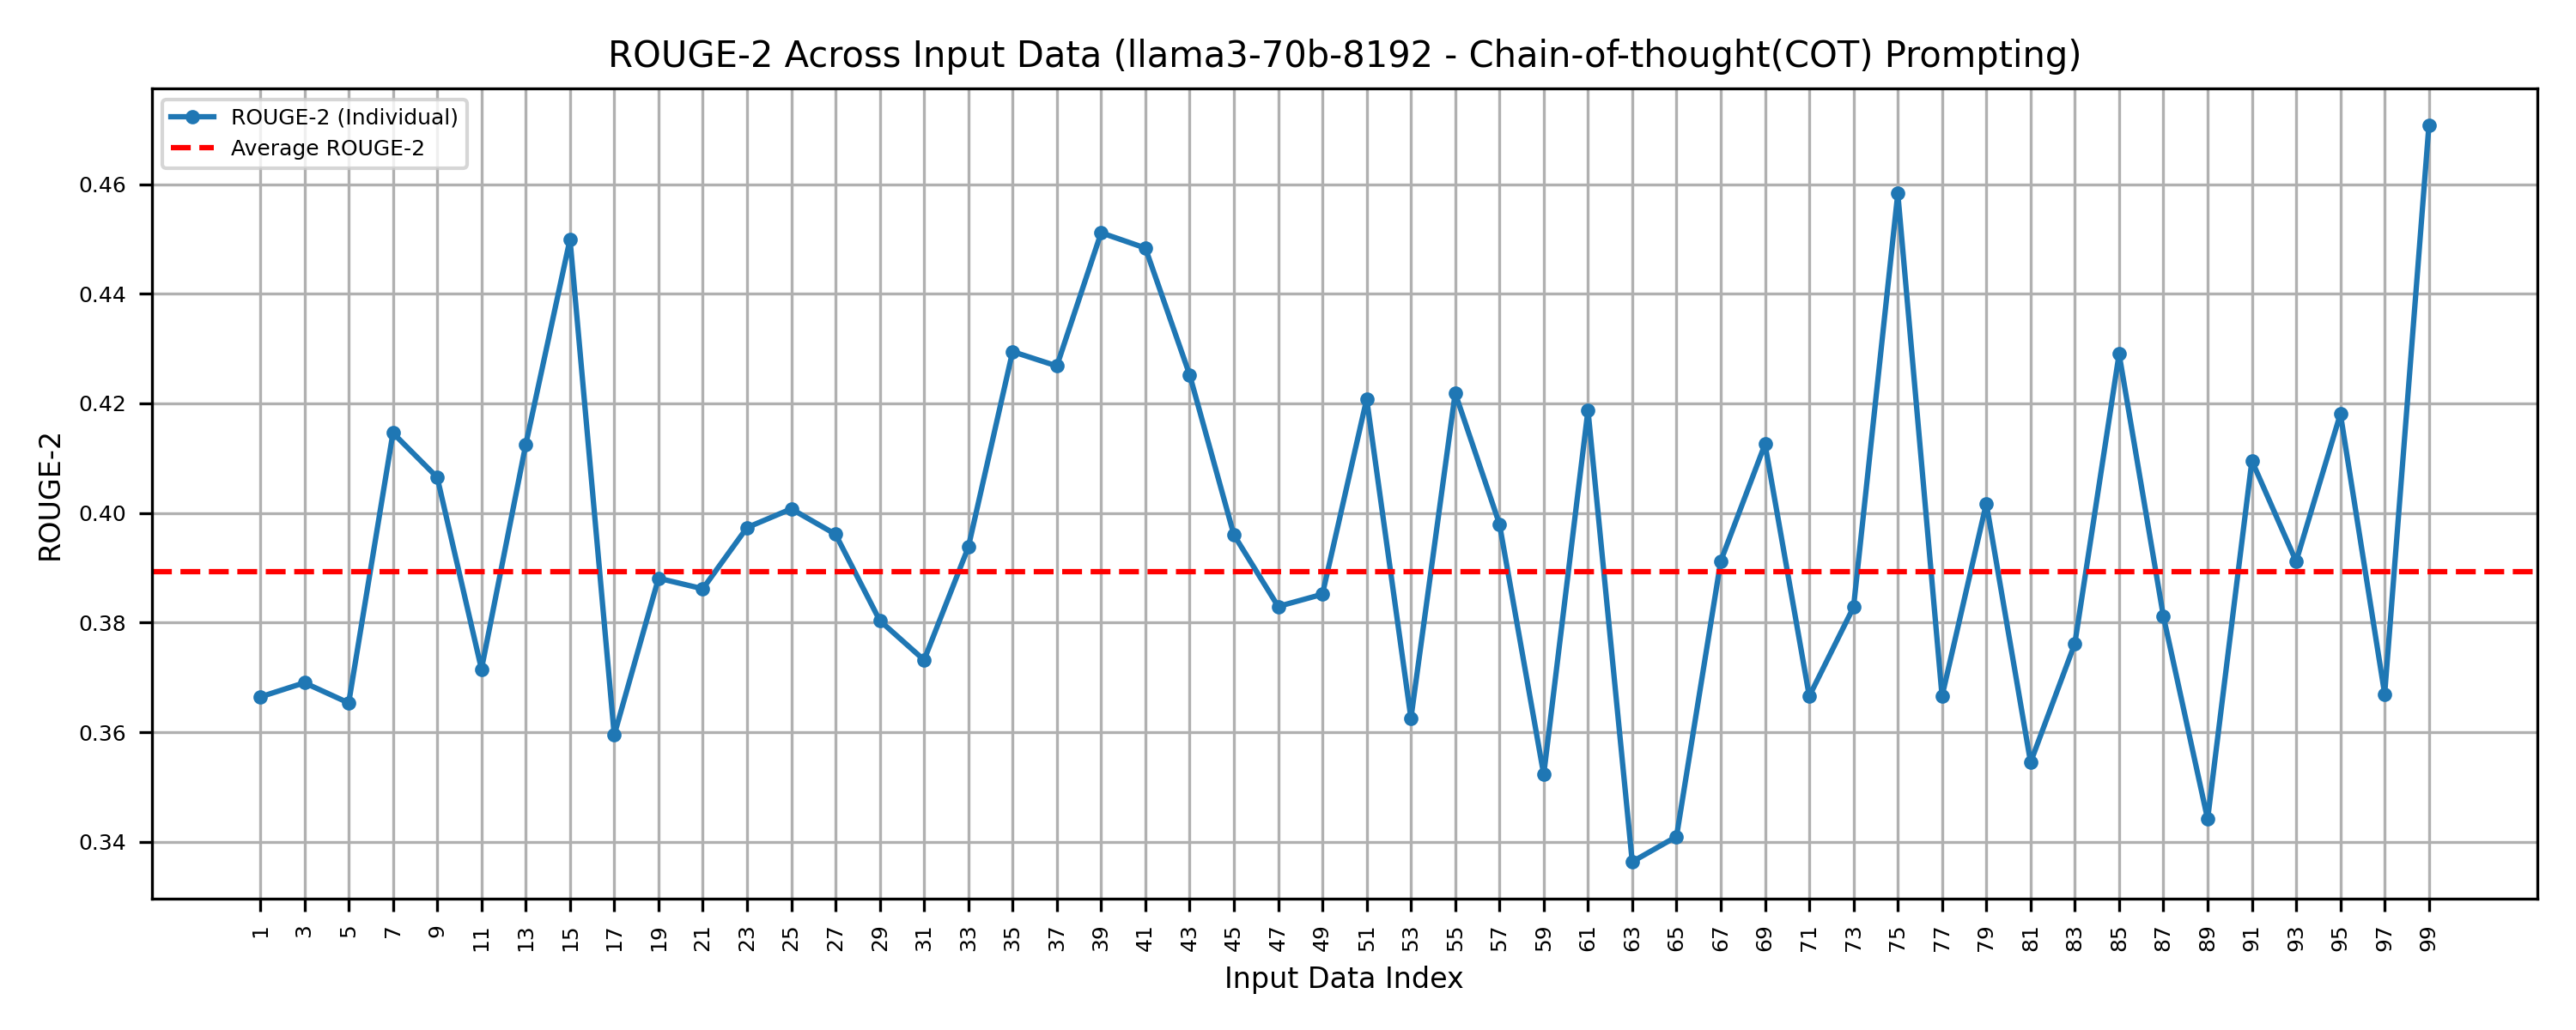 ROUGE-2 Across Input Data (llama3-70b-8192 - Chain-of-thought(COT) Prompting)
ROUGE-2 (Individual)
Average ROUGE-2
ROUGE-2
0.46
0.44
0.42
0.40
0.38
0.36
0.34
1 3 5 7 9 11 13 15 17 19 21 23 25 27 29 31 33 35 37 39 41 43 45 47 49 51 53 55 57 59 61 63 65 67 69 71 73 75 77 79 81 83 85 87 89 91 93 95 97 99
Input Data Index